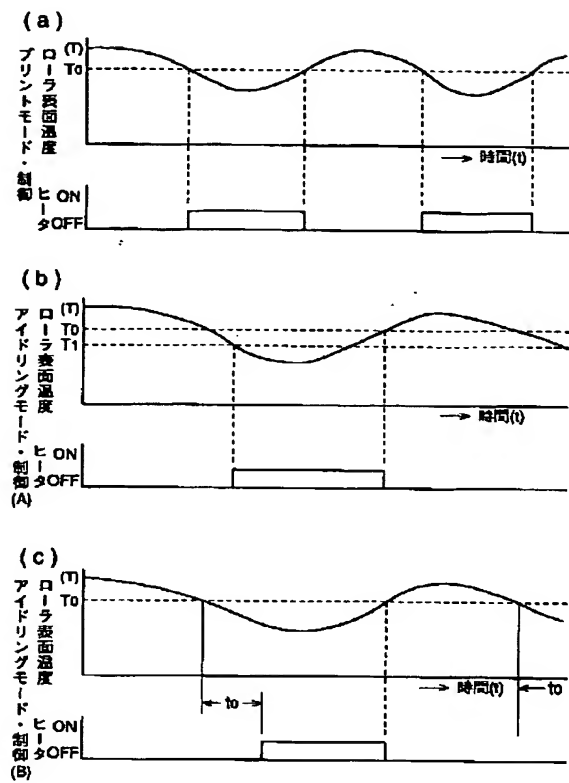 (a)
プリントモード・制御
ローラ表面温度
(T)
T0
→ 時間(t)
ヒータ
ON
OFF
(b)
アイドリングモード・制御(A)
ローラ表面温度
(T)
T0
T1
→ 時間(t)
ヒータ
ON
OFF
(c)
アイドリングモード・制御(B)
ローラ表面温度
(T)
T0
→ 時間(t)
t0
t0
ヒータ
ON
OFF